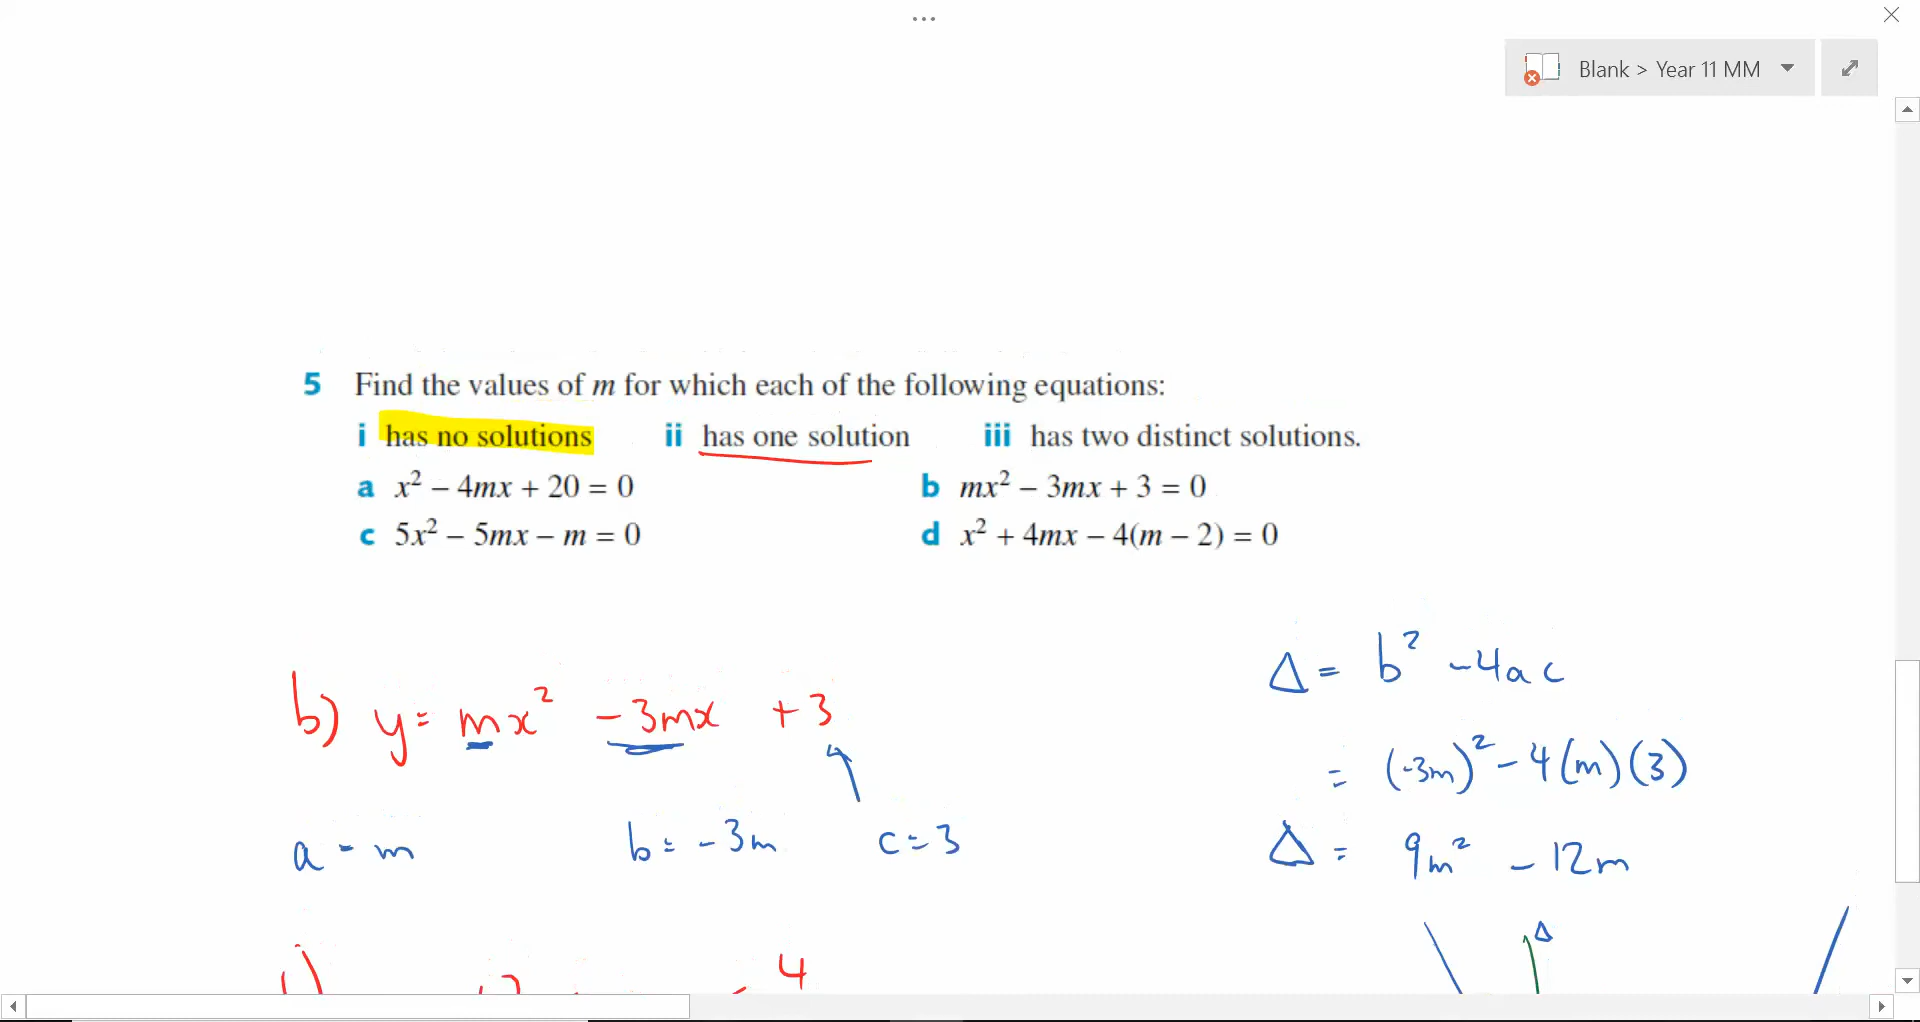 Blank > Year 11 MM
5 Find the values of m for which each of the following equations:
i has no solutions ii has one solution iii has two distinct solutions.
a x² – 4mx + 20 = 0 b mx² – 3mx + 3 = 0
c 5x² – 5mx – m = 0 d x² + 4mx – 4(m – 2) = 0
Δ = b² - 4ac
b) y = mx² - 3mx + 3
= (-3m)² - 4(m)(3)
a = m b = -3m c = 3
Δ = 9m² - 12m
Δ
4